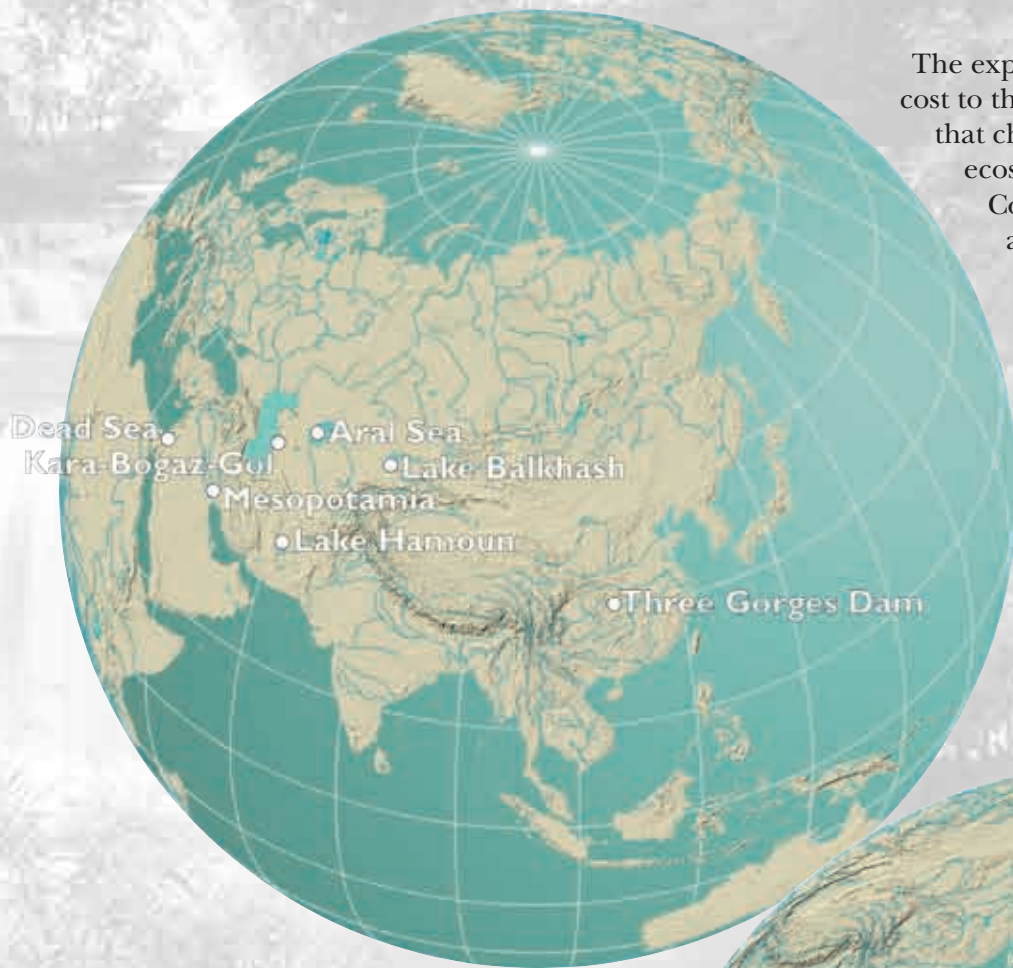 The exp
cost to th
that ch
ecos
Co
a
Dead Sea
Aral Sea
Kara-Bogaz-Gol
Lake Balkhash
Mesopotamia
Lake Hamoun
Three Gorges Dam